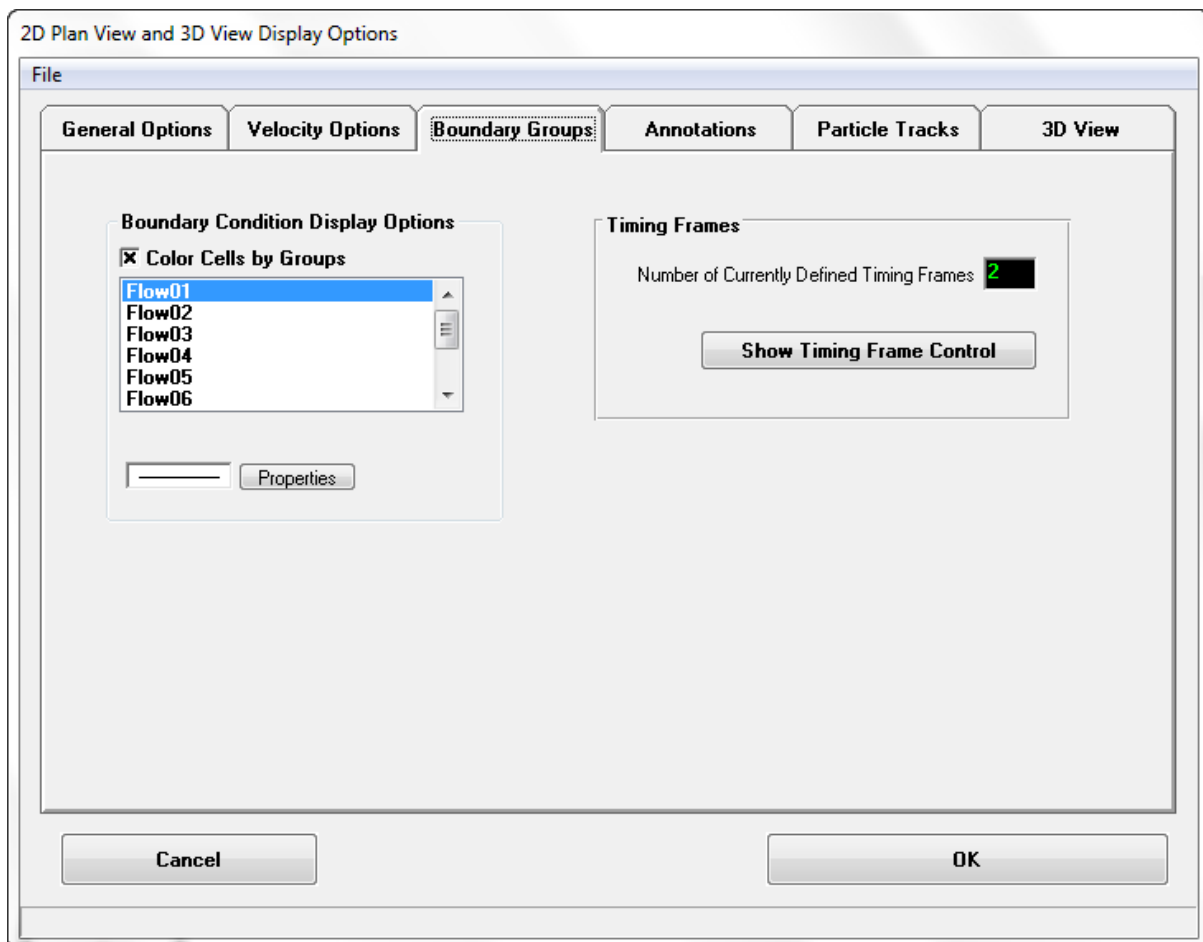 2D Plan View and 3D View Display Options
File
General Options Velocity Options Boundary Groups Annotations Particle Tracks 3D View
Boundary Condition Display Options
Color Cells by Groups
Flow01
Flow02
Flow03
Flow04
Flow05
Flow06
Properties
Timing Frames
Number of Currently Defined Timing Frames 2
Show Timing Frame Control
Cancel OK